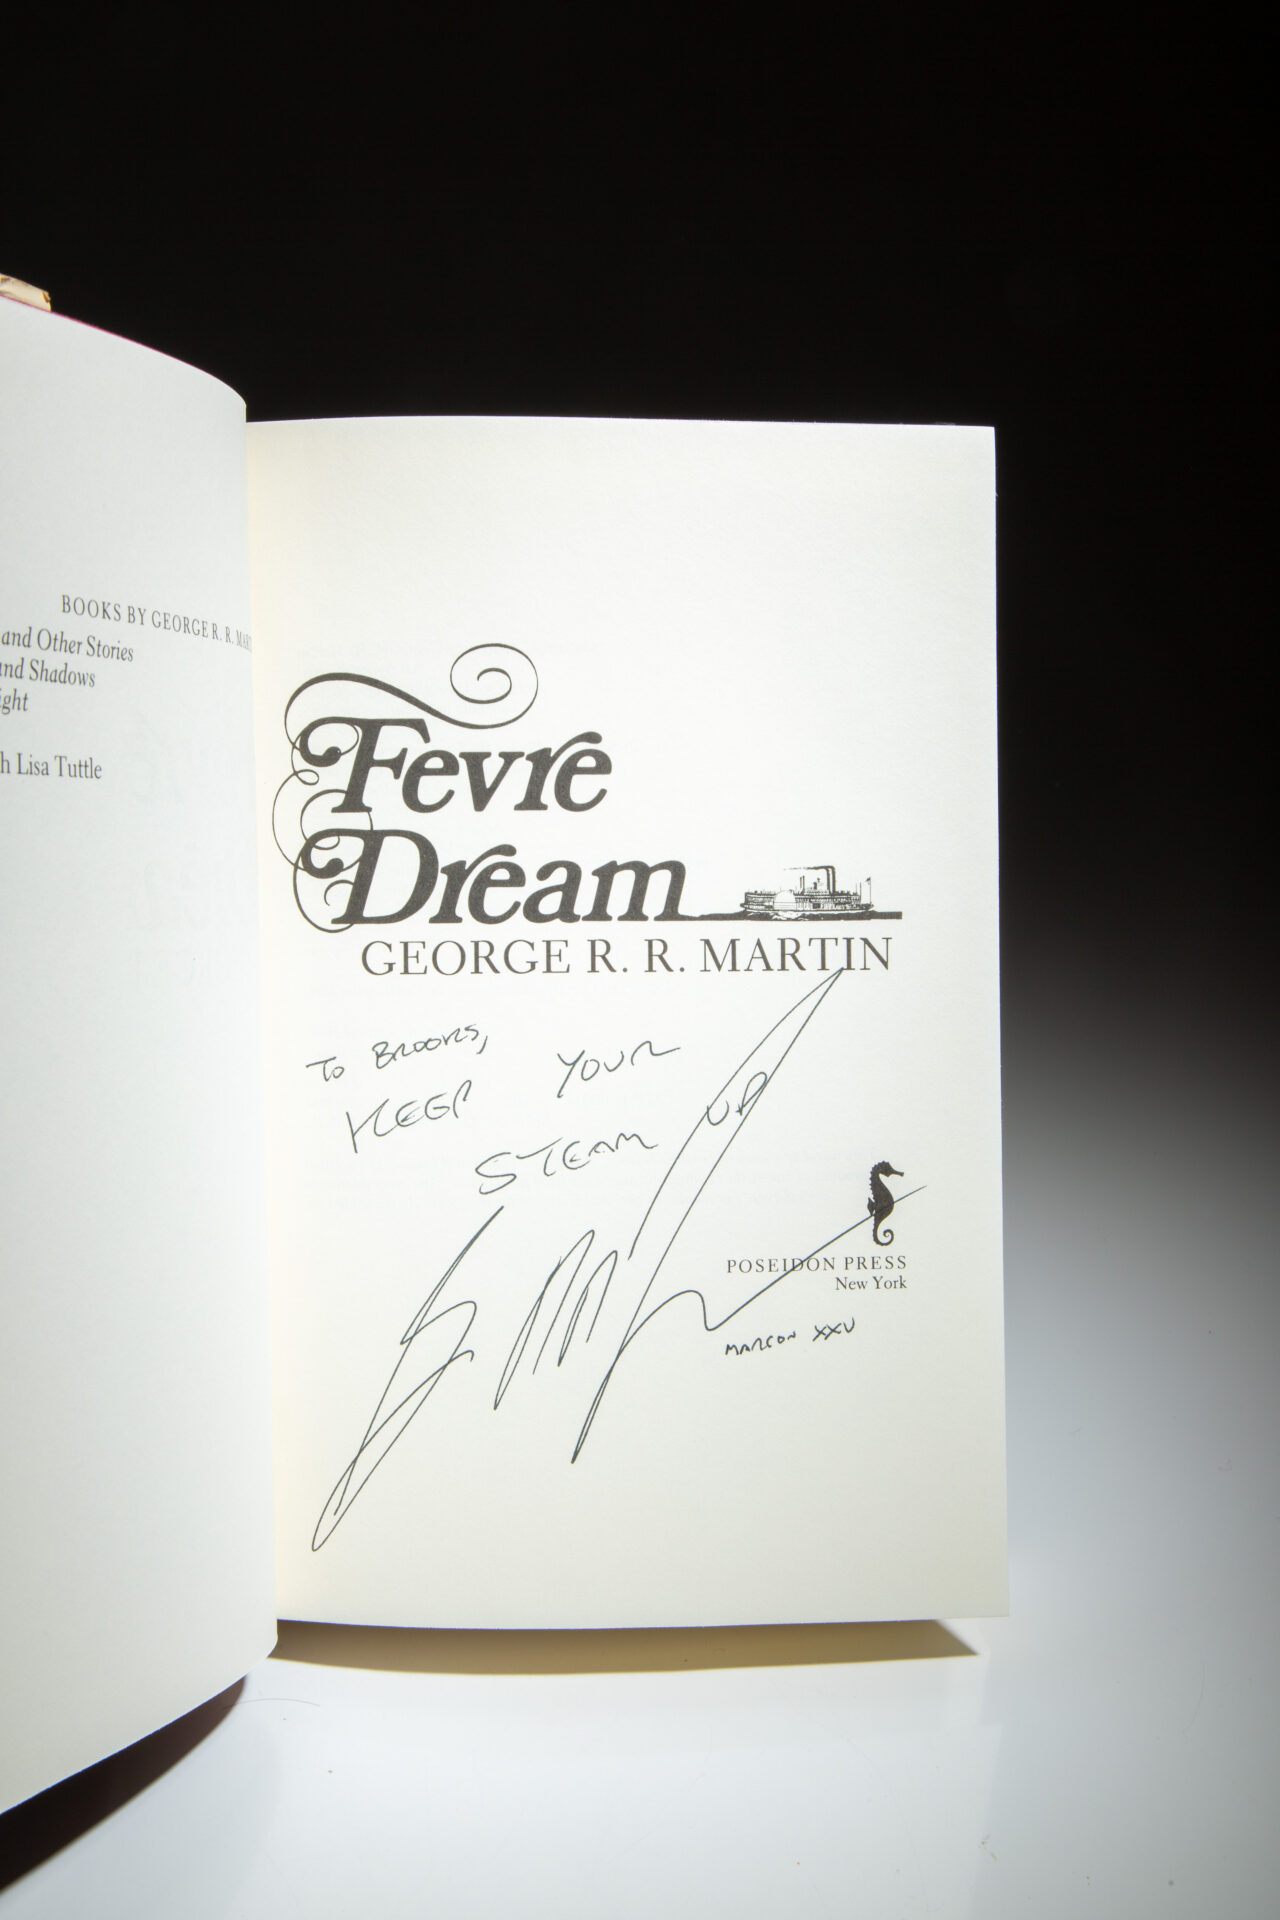 BOOKS BY GEORGE R. R. MAR
and Other Stories
and Shadows
ight
h Lisa Tuttle
Fevre
Dream
GEORGE R. R. MARTIN
TO BROOKS,
KEEP YOUR
STEAM UP
POSEIDON PRESS
New York
MARCON XXV